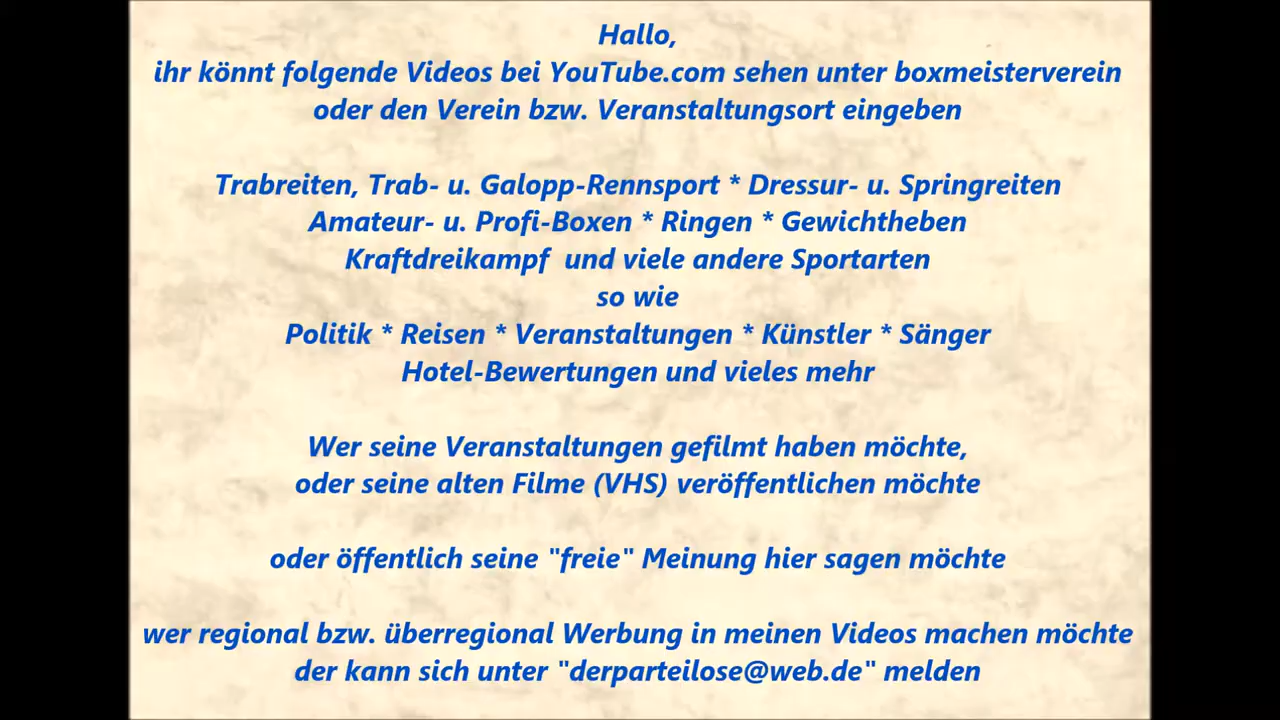 Hallo,
ihr könnt folgende Videos bei YouTube.com sehen unter boxmeisterverein
oder den Verein bzw. Veranstaltungsort eingeben
Trabreiten, Trab- u. Galopp-Rennsport * Dressur- u. Springreiten
Amateur- u. Profi-Boxen * Ringen * Gewichtheben
Kraftdreikampf  und viele andere Sportarten
so wie
Politik * Reisen * Veranstaltungen * Künstler * Sänger
Hotel-Bewertungen und vieles mehr
Wer seine Veranstaltungen gefilmt haben möchte,
oder seine alten Filme (VHS) veröffentlichen möchte
oder öffentlich seine "freie" Meinung hier sagen möchte
wer regional bzw. überregional Werbung in meinen Videos machen möchte
der kann sich unter "derparteilose@web.de" melden